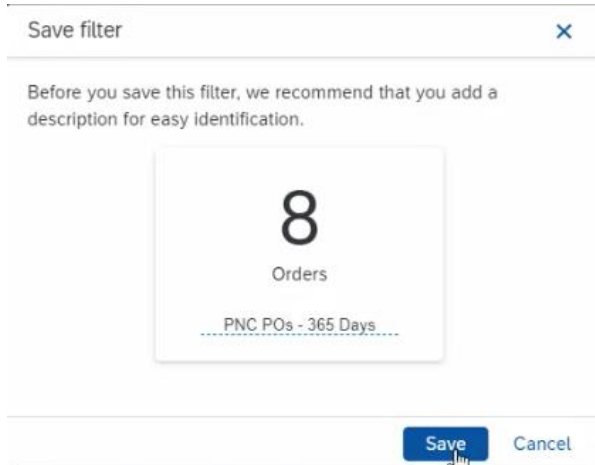 Save filter
Before you save this filter, we recommend that you add a
description for easy identification.
8
Orders
PNC POs - 365 Days
Save
Cancel